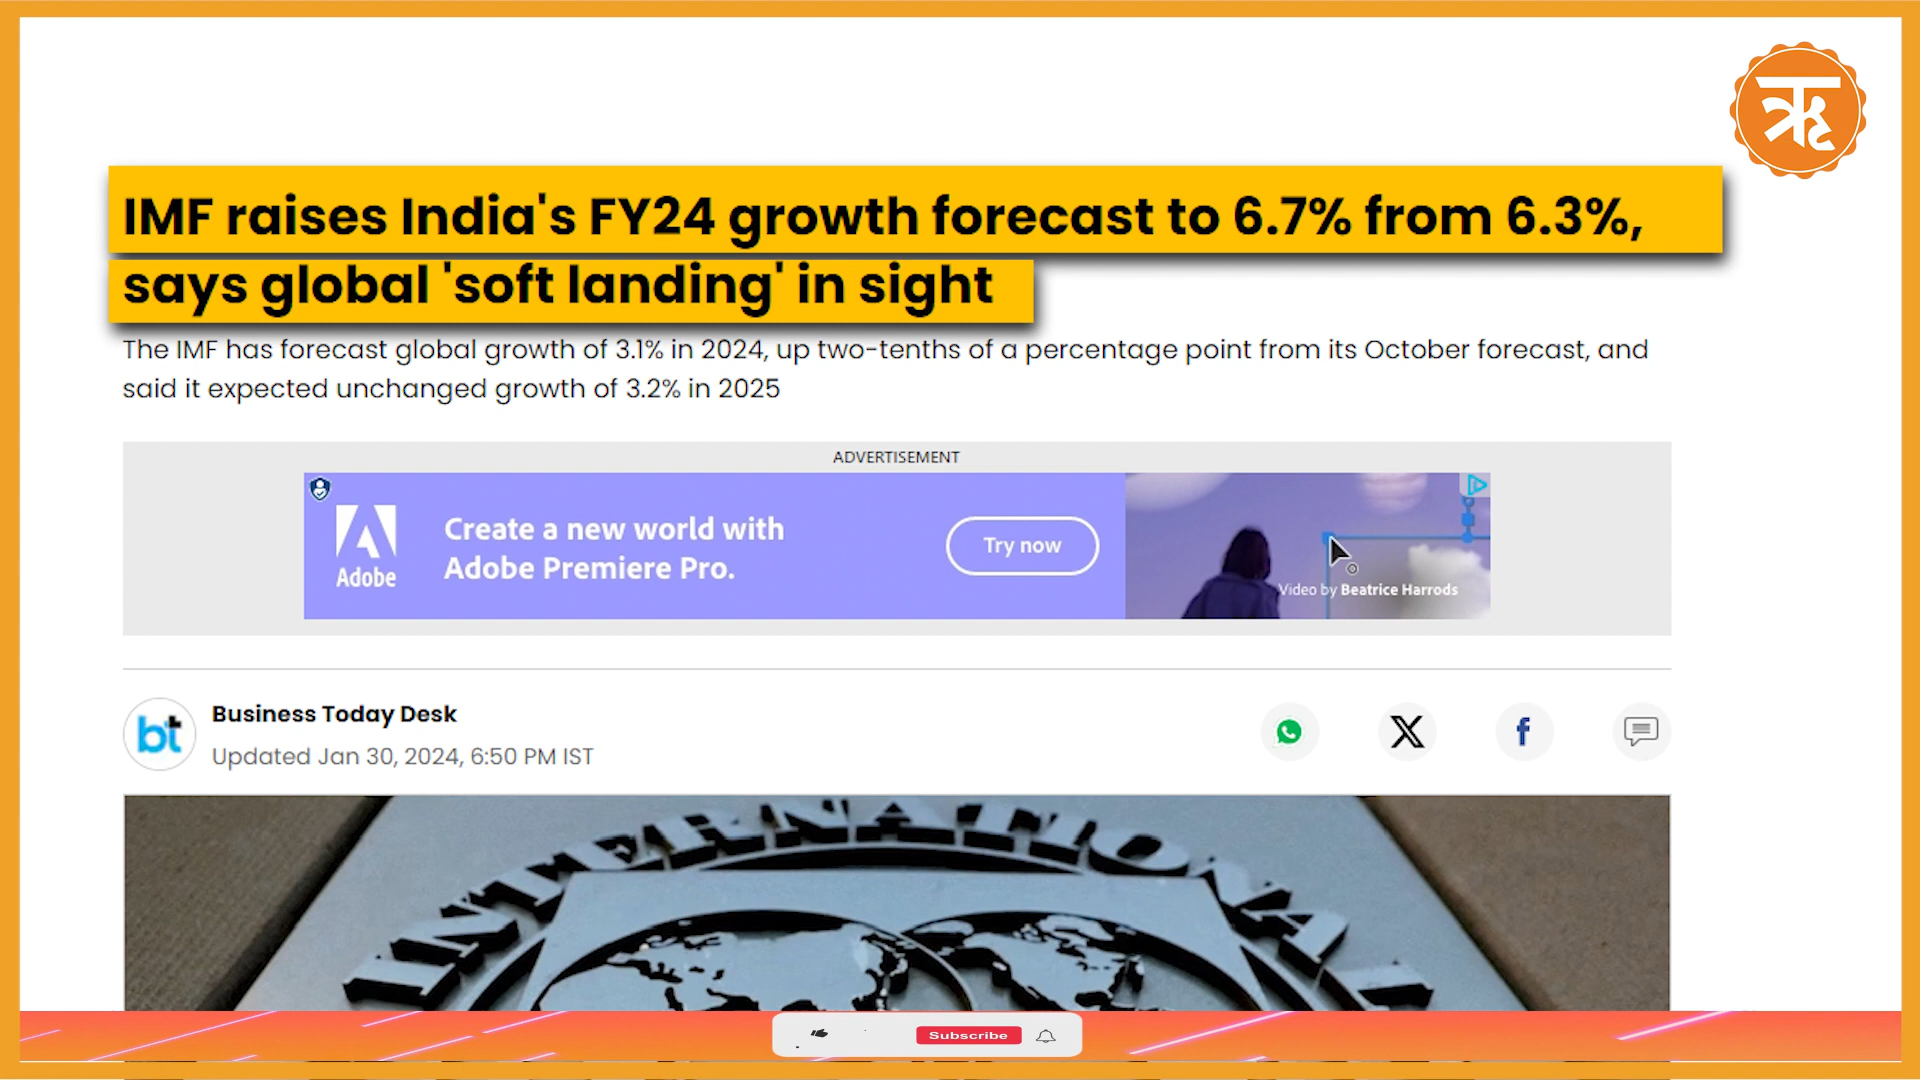 ऋ
IMF raises India's FY24 growth forecast to 6.7% from 6.3%,
says global 'soft landing' in sight
The IMF has forecast global growth of 3.1% in 2024, up two-tenths of a percentage point from its October forecast, and
said it expected unchanged growth of 3.2% in 2025
ADVERTISEMENT
Adobe
Create a new world with
Adobe Premiere Pro.
Try now
Video by Beatrice Harrods
bt
Business Today Desk
Updated Jan 30, 2024, 6:50 PM IST
INTERNATIONAL
Subscribe